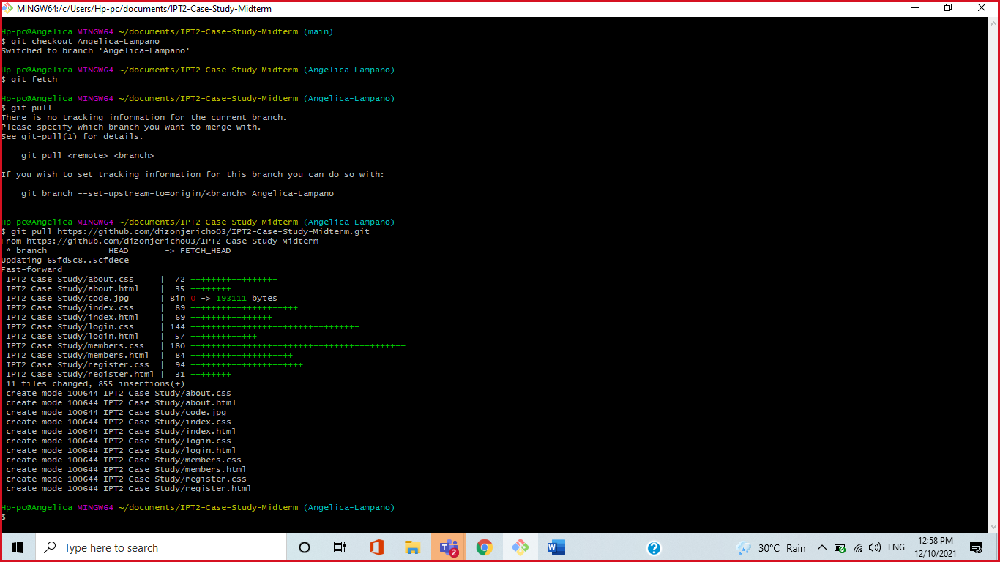 MINGW64:/c/Users/Hp-pc/documents/IPT2-Case-Study-Midterm
Hp-pc@Angelica MINGW64 ~/documents/IPT2-Case-Study-Midterm (main)
$ git checkout Angelica-Lampano
Switched to branch 'Angelica-Lampano'
Hp-pc@Angelica MINGW64 ~/documents/IPT2-Case-Study-Midterm (Angelica-Lampano)
$ git fetch
Hp-pc@Angelica MINGW64 ~/documents/IPT2-Case-Study-Midterm (Angelica-Lampano)
$ git pull
There is no tracking information for the current branch.
Please specify which branch you want to merge with.
See git-pull(1) for details.
git pull <remote> <branch>
If you wish to set tracking information for this branch you can do so with:
git branch --set-upstream-to=origin/<branch> Angelica-Lampano
Hp-pc@Angelica MINGW64 ~/documents/IPT2-Case-Study-Midterm (Angelica-Lampano)
$ git pull https://github.com/dizonjericho03/IPT2-Case-Study-Midterm.git
From https://github.com/dizonjericho03/IPT2-Case-Study-Midterm
* branch HEAD -> FETCH_HEAD
Updating 65fd5c8..5cfdece
Fast-forward
IPT2 Case Study/about.css | 72 +++++++++++++++++
IPT2 Case Study/about.html | 35 ++++++++
IPT2 Case Study/code.jpg | Bin 0 -> 193111 bytes
IPT2 Case Study/index.css | 89 +++++++++++++++++++++
IPT2 Case Study/index.html | 69 ++++++++++++++++
IPT2 Case Study/login.css | 144 +++++++++++++++++++++++++++++++++
IPT2 Case Study/login.html | 57 +++++++++++++
IPT2 Case Study/members.css | 180 ++++++++++++++++++++++++++++++++++++++++++
IPT2 Case Study/members.html | 84 ++++++++++++++++++++
IPT2 Case Study/register.css | 94 ++++++++++++++++++++++
IPT2 Case Study/register.html | 31 ++++++++
11 files changed, 855 insertions(+)
create mode 100644 IPT2 Case Study/about.css
create mode 100644 IPT2 Case Study/about.html
create mode 100644 IPT2 Case Study/code.jpg
create mode 100644 IPT2 Case Study/index.css
create mode 100644 IPT2 Case Study/index.html
create mode 100644 IPT2 Case Study/login.css
create mode 100644 IPT2 Case Study/login.html
create mode 100644 IPT2 Case Study/members.css
create mode 100644 IPT2 Case Study/members.html
create mode 100644 IPT2 Case Study/register.css
create mode 100644 IPT2 Case Study/register.html
Hp-pc@Angelica MINGW64 ~/documents/IPT2-Case-Study-Midterm (Angelica-Lampano)
$
Type here to search
2
30°C Rain
ENG
12:58 PM
12/10/2021